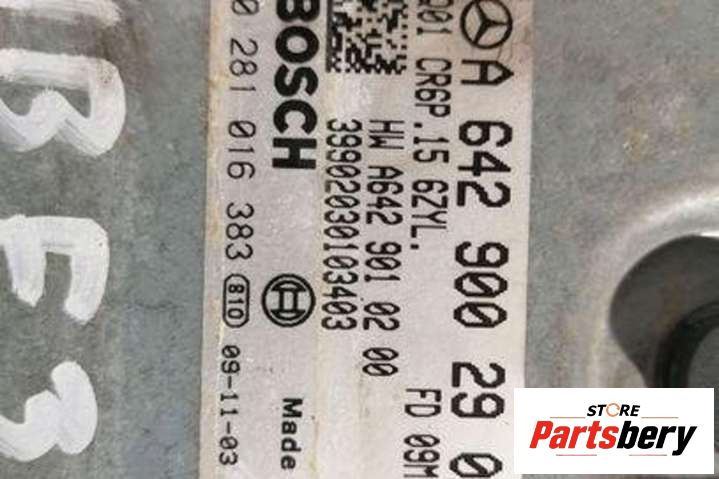 A 642 900 29 0
Q01 CR6P.15 6ZYL.
FD 09M
HW A642 901 02 00
39902030103403
BOSCH
Made
0 281 016 383 810 09-11-03
STORE
Partsbery